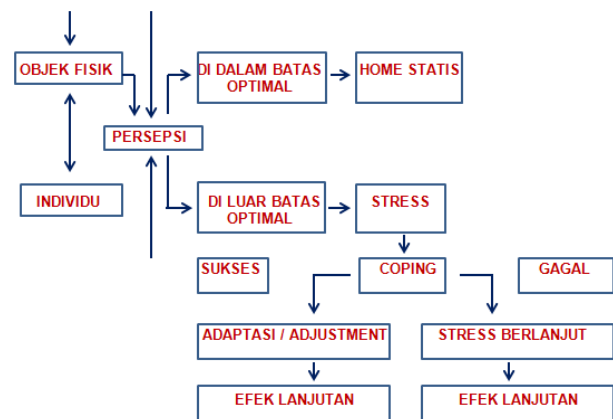 OBJEK FISIK
DI DALAM BATAS
OPTIMAL
HOME STATIS
PERSEPSI
INDIVIDU
DI LUAR BATAS
OPTIMAL
STRESS
SUKSES
COPING
GAGAL
ADAPTASI / ADJUSTMENT
STRESS BERLANJUT
EFEK LANJUTAN
EFEK LANJUTAN